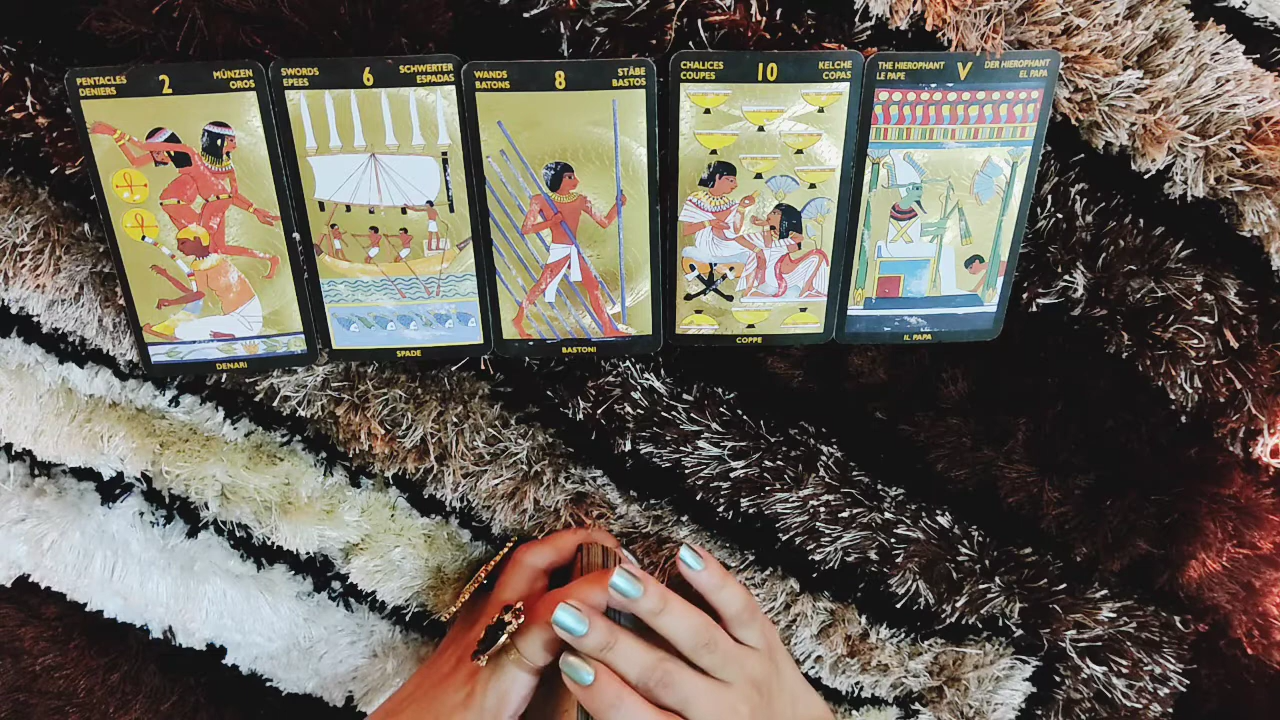 PENTACLES 2 MÜNZEN
DENIERS OROS
DENARI
SWORDS 6 SCHWERTER
EPEES ESPADAS
SPADE
WANDS 8 STÄBE
BATONS BASTOS
BASTONI
CHALICES 10 KELCHE
COUPES COPAS
COPPE
THE HIEROPHANT V DER HIEROPHANT
LE PAPE EL PAPA
IL PAPA